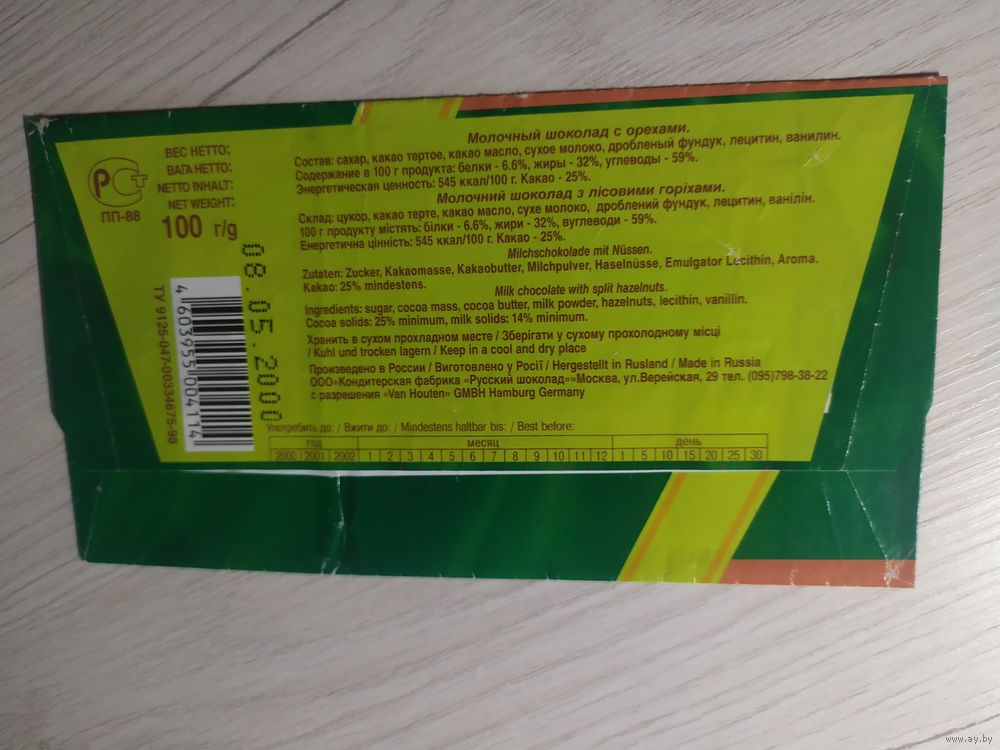 Молочный шоколад с орехами.
Состав: сахар, какао тертое, какао масло, сухое молоко, дробленый фундук, лецитин, ванилин.
Содержание в 100 г продукта: белки - 6.6%, жиры - 32%, углеводы - 59%.
Энергетическая ценность: 545 ккал/100 г. Какао - 25%.
Молочний шоколад з лісовими горіхами.
Склад: цукор, какао терте, какао масло, сухе молоко, дроблений фундук, лецитин, ванілін.
100 г продукту містять: білки - 6.6%, жири - 32%, вуглеводи - 59%.
Енергетична цінність: 545 ккал/100 г. Какао - 25%.
Milchschokolade mit Nüssen.
Zutaten: Zucker, Kakaomasse, Kakaobutter, Milchpulver, Haselnüsse, Emulgator Lecithin, Aroma.
Kakao: 25% mindestens.
Milk chocolate with split hazelnuts.
Ingredients: sugar, cocoa mass, cocoa butter, milk powder, hazelnuts, lecithin, vanillin.
Cocoa solids: 25% minimum, milk solids: 14% minimum.
Хранить в сухом прохладном месте / Зберігати у сухому прохолодному місці
/ Kuhl und trocken lagern / Keep in a cool and dry place
Произведено в России / Виготовлено у Росії / Hergestellt in Rusland / Made in Russia
ООО«Кондитерская фабрика «Русский шоколад»»Москва, ул.Верейская, 29 тел. (095)798-38-22
с разрешения «Van Houten» GMBH Hamburg Germany
Употребить до: / Вжити до: / Mindestens haltbar bis: / Best before:
год месяц день
2000 2001 2002 1 2 3 4 5 6 7 8 9 10 11 12 1 5 10 15 20 25 30
ВЕС НЕТТО:
ВАГА НЕТТО:
NETTO INHALT:
NET WEIGHT:
100 г/g
РСТ
ПП-88
08.05.2000
4603955004114
ТУ 9125-047-00334675-98
www.ay.by